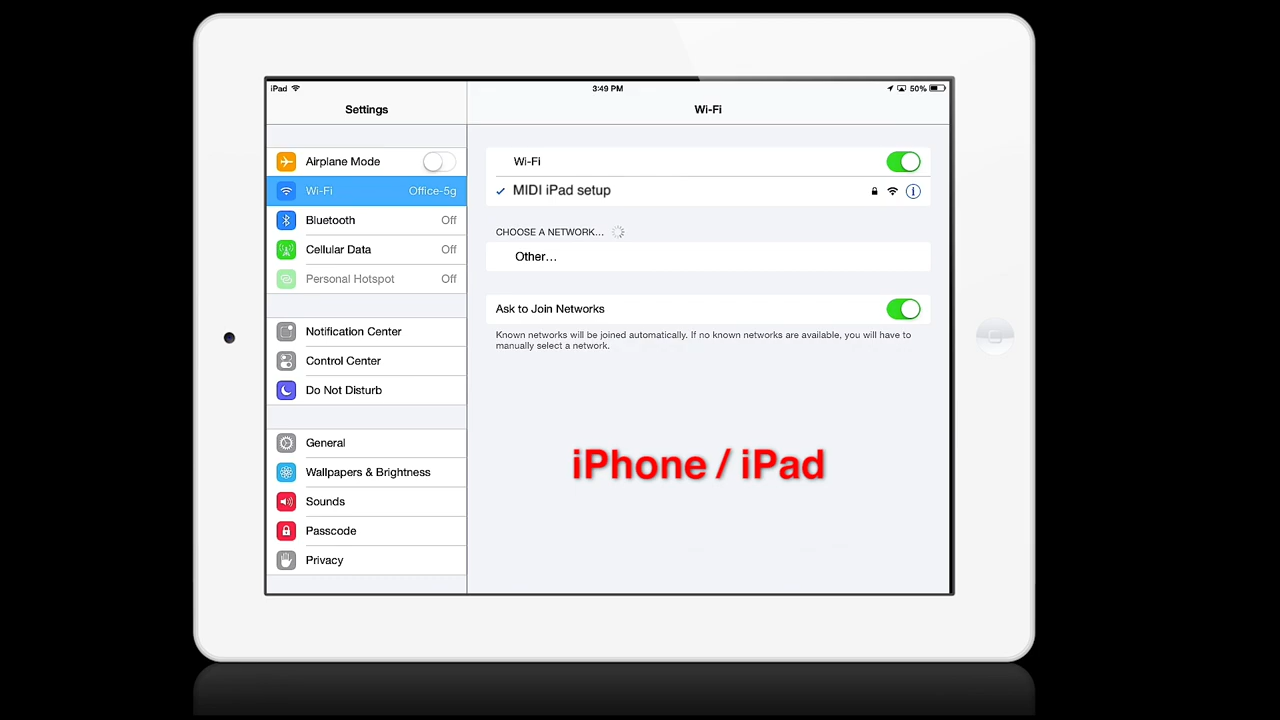 iPad 3:49 PM 50%
Settings
Wi-Fi
Airplane Mode
Wi-Fi Office-5g
Bluetooth Off
Cellular Data Off
Personal Hotspot Off
Notification Center
Control Center
Do Not Disturb
General
Wallpapers & Brightness
Sounds
Passcode
Privacy
Wi-Fi
MIDI iPad setup
CHOOSE A NETWORK...
Other...
Ask to Join Networks
Known networks will be joined automatically. If no known networks are available, you will have to
manually select a network.
iPhone / iPad